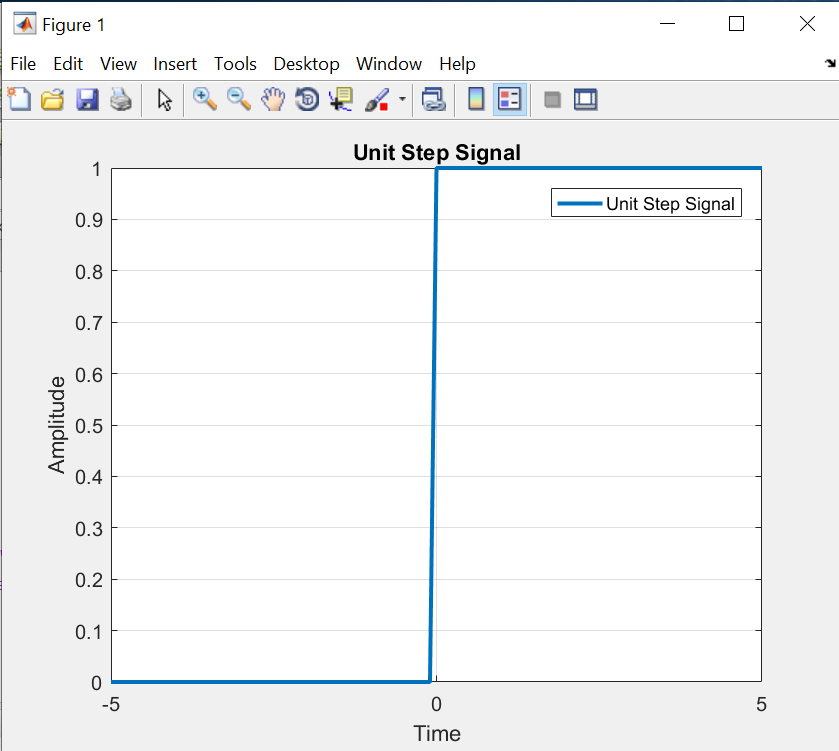 Figure 1
File Edit View Insert Tools Desktop Window Help
Unit Step Signal
Unit Step Signal
1
0.9
0.8
0.7
0.6
0.5
0.4
0.3
0.2
0.1
0
Amplitude
-5 0 5
Time